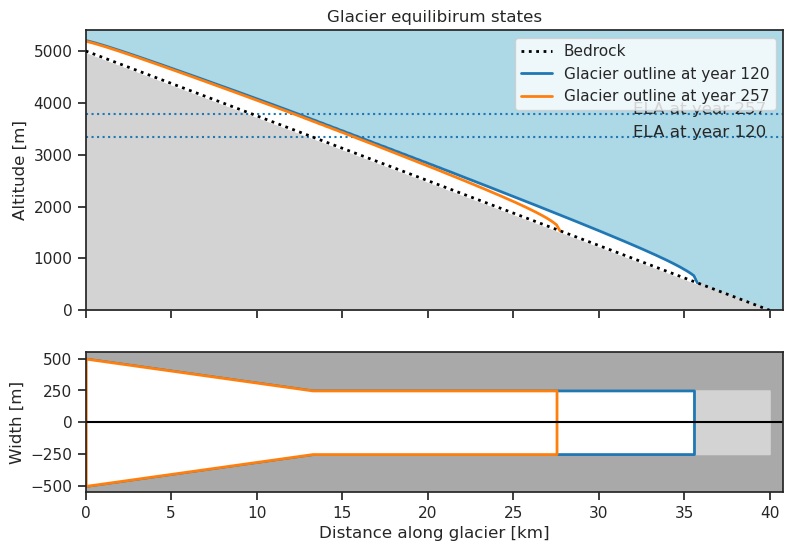 Glacier equilibirum states
Altitude [m]
5000
4000
3000
2000
1000
0
Bedrock
Glacier outline at year 120
Glacier outline at year 257
ELA at year 257
ELA at year 120
Width [m]
500
250
0
−250
−500
0 5 10 15 20 25 30 35 40
Distance along glacier [km]